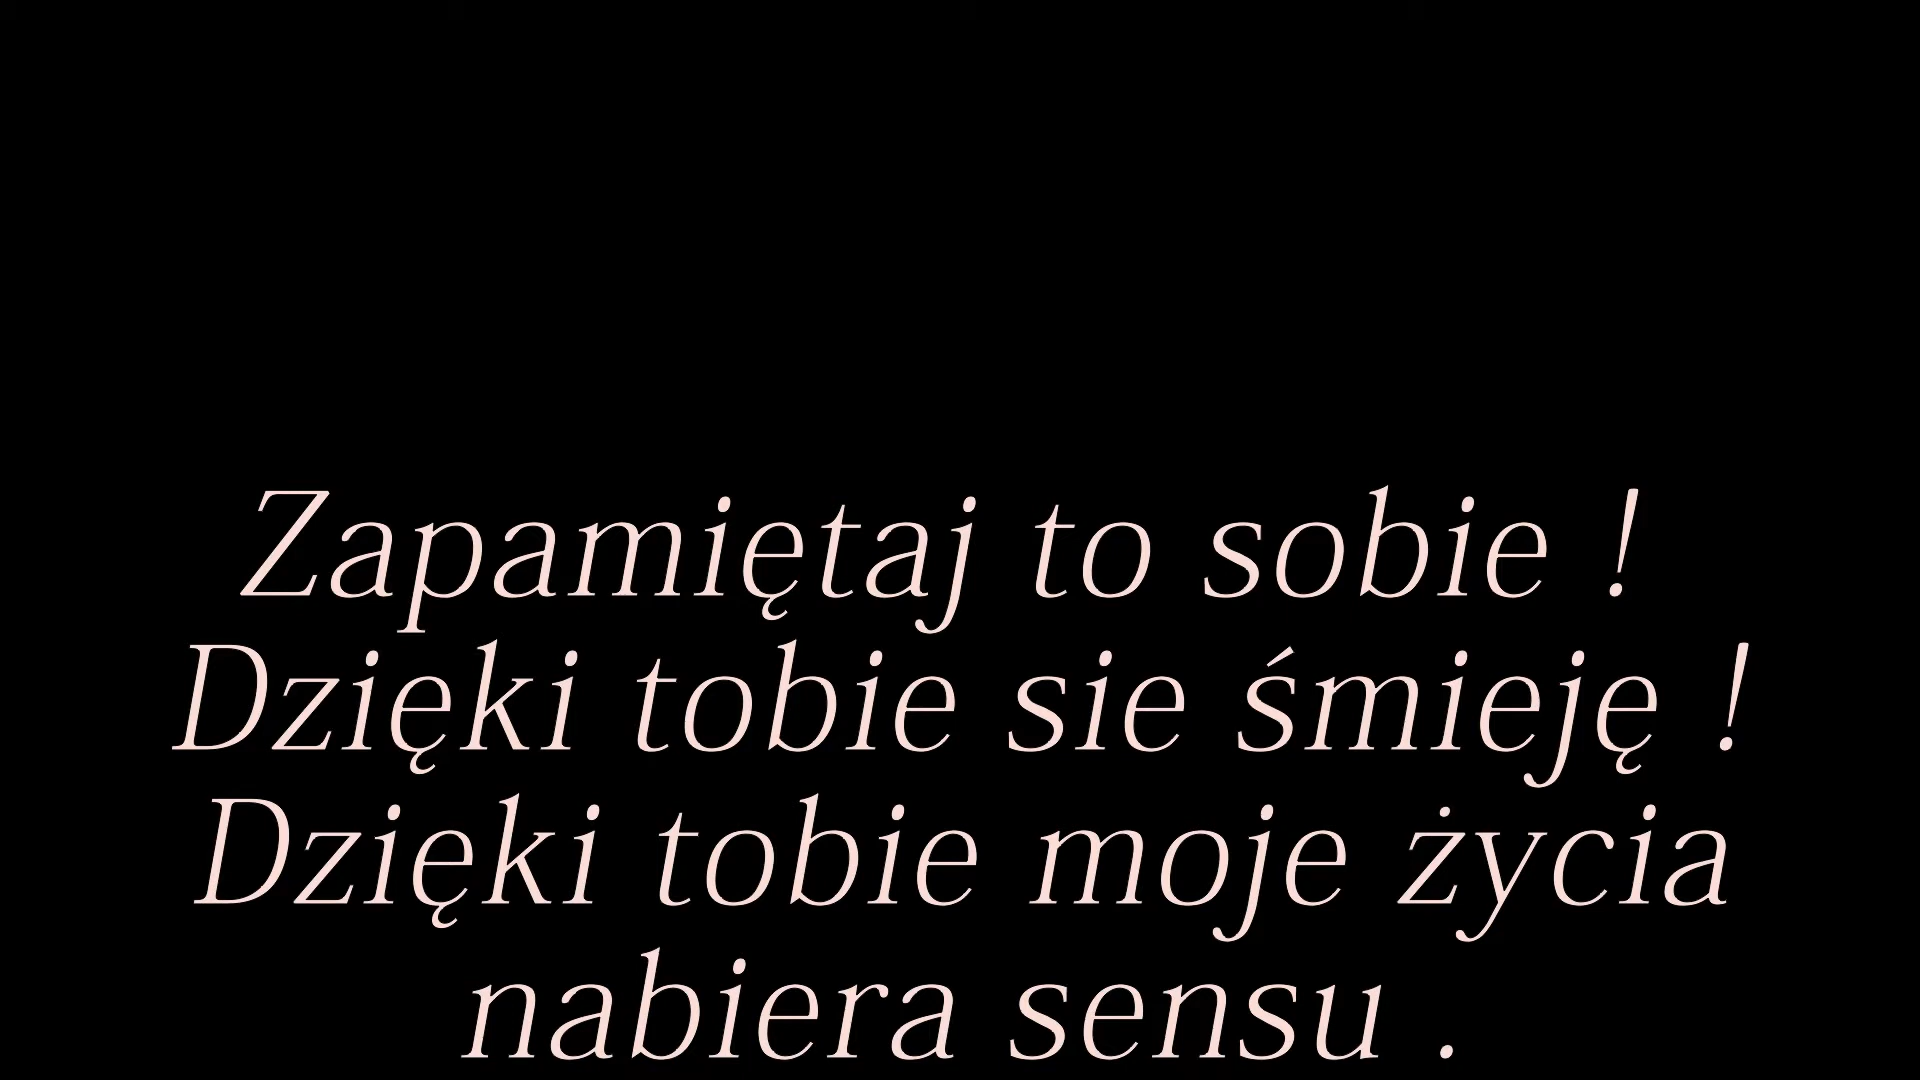 Zapamiętaj to sobie !
Dzięki tobie sie śmieję !
Dzięki tobie moje życia
nabiera sensu .